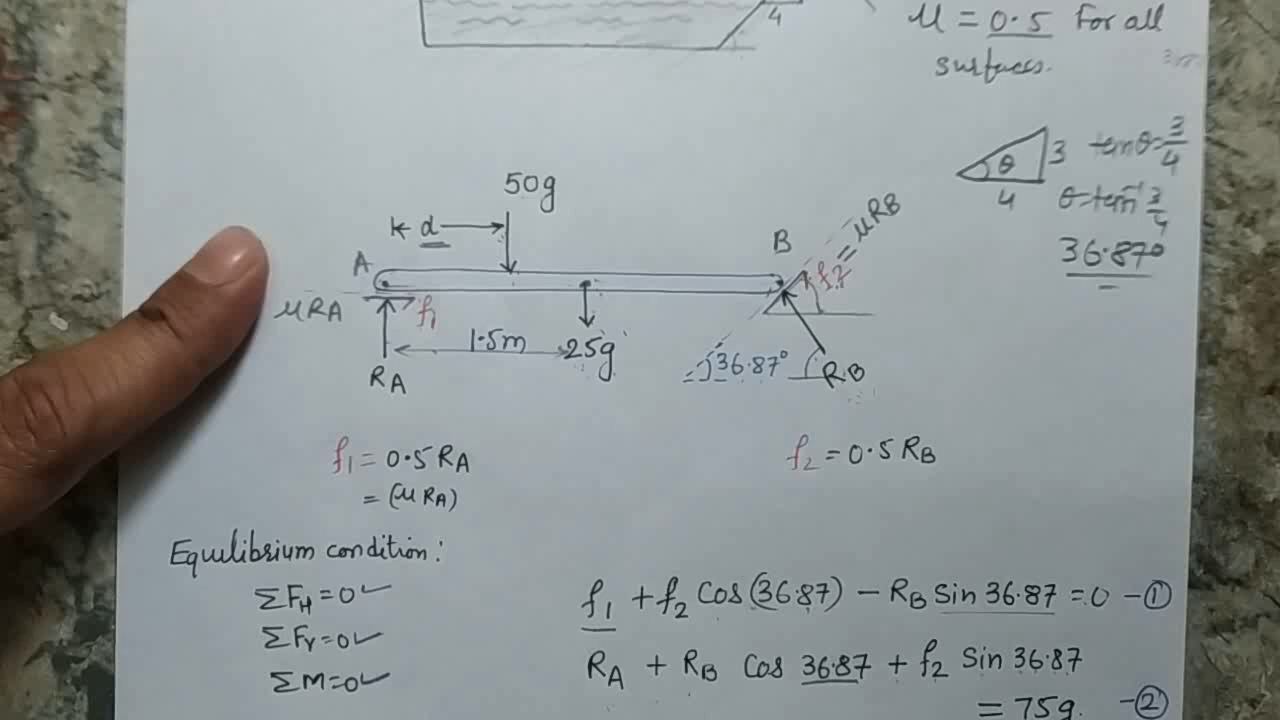 4
μ = 0.5 For all
surfaces.
3 tanθ=3/4
θ
4 θ=tan⁻¹ 3/4
36.87°
50g
d
A
B
f2 = μRB
μRA
f1
1.5m
25g
36.87°
RA
RB
f1 = 0.5 RA
= (μ RA)
f2 = 0.5 RB
Equilibrium condition:
ΣFH = 0 ✓
ΣFY = 0 ✓
ΣM = 0 ✓
f1 + f2 Cos(36.87) − RB Sin 36.87 = 0 − ①
RA + RB Cos 36.87 + f2 Sin 36.87
= 75g. − ②